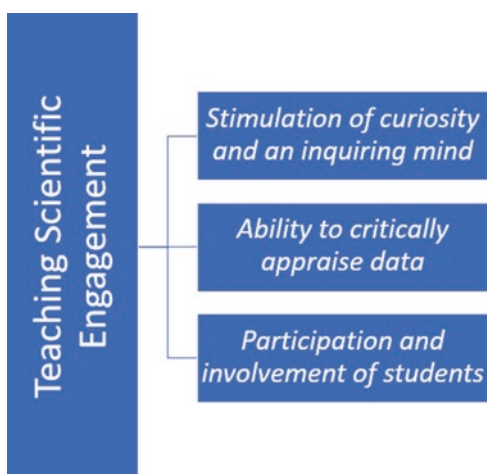 Teaching Scientific
Engagement
Stimulation of curiosity
and an inquiring mind
Ability to critically
appraise data
Participation and
involvement of students